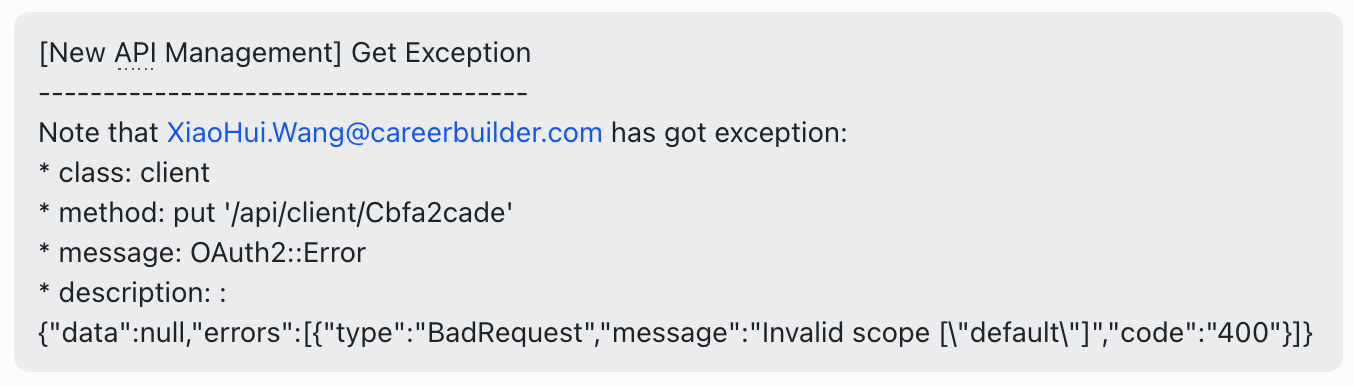 [New API Management] Get Exception
--------------------------------------
Note that XiaoHui.Wang@careerbuilder.com has got exception:
* class: client
* method: put '/api/client/Cbfa2cade'
* message: OAuth2::Error
* description: :
{"data":null,"errors":[{"type":"BadRequest","message":"Invalid scope [\"default\"]","code":"400"}]}